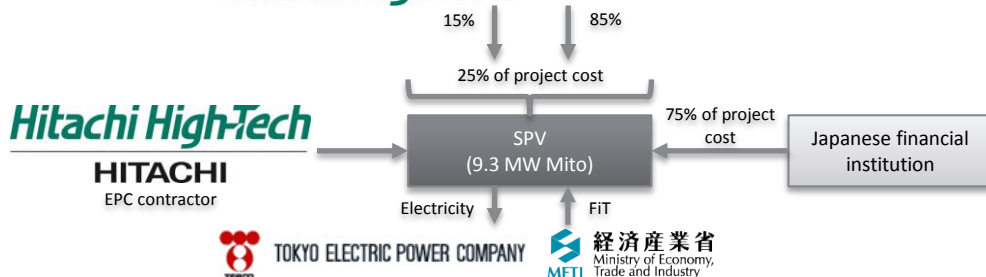 15%
85%
25% of project cost
Hitachi High-Tech
HITACHI
EPC contractor
SPV
(9.3 MW Mito)
75% of project
cost
Japanese financial
institution
Electricity
FiT
TOKYO ELECTRIC POWER COMPANY
経済産業省
METI
Ministry of Economy,
Trade and Industry